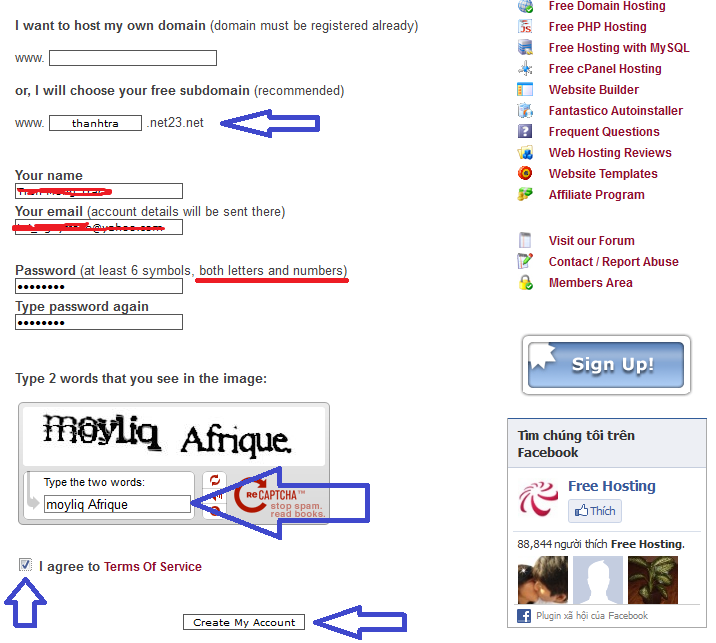 I want to host my own domain (domain must be registered already)
www.
or, I will choose your free subdomain (recommended)
www. thanhtra .net23.net
Your name
Your email (account details will be sent there)
@yahoo.com
Password (at least 6 symbols, both letters and numbers)
Type password again
Type 2 words that you see in the image:
moyliq Afrique.
Type the two words:
moyliq Afrique
reCAPTCHA™
stop spam.
read books.
I agree to Terms Of Service
Create My Account
Free Domain Hosting
Free PHP Hosting
Free Hosting with MySQL
Free cPanel Hosting
Website Builder
Fantastico Autoinstaller
Frequent Questions
Web Hosting Reviews
Website Templates
Affiliate Program
Visit our Forum
Contact / Report Abuse
Members Area
Sign Up!
Tìm chúng tôi trên
Facebook
Free Hosting
Thích
88,844 người thích Free Hosting.
Plugin xã hội của Facebook